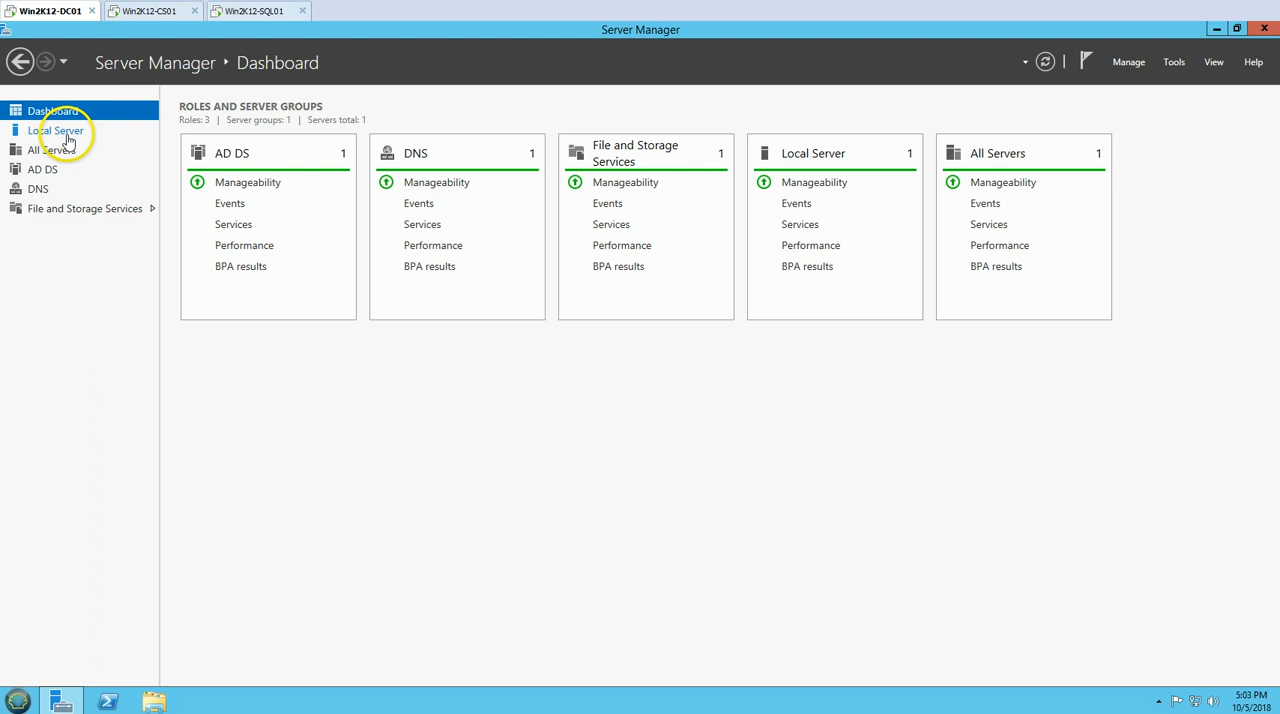 Win2K12-DC01
Win2K12-CS01
Win2K12-SQL01
Server Manager
Server Manager • Dashboard
Manage
Tools
View
Help
Dashboard
Local Server
All Servers
AD DS
DNS
File and Storage Services
ROLES AND SERVER GROUPS
Roles: 3 | Server groups: 1 | Servers total: 1
AD DS 1
Manageability
Events
Services
Performance
BPA results
DNS 1
Manageability
Events
Services
Performance
BPA results
File and Storage
Services 1
Manageability
Events
Services
Performance
BPA results
Local Server 1
Manageability
Events
Services
Performance
BPA results
All Servers 1
Manageability
Events
Services
Performance
BPA results
5:03 PM
10/5/2018